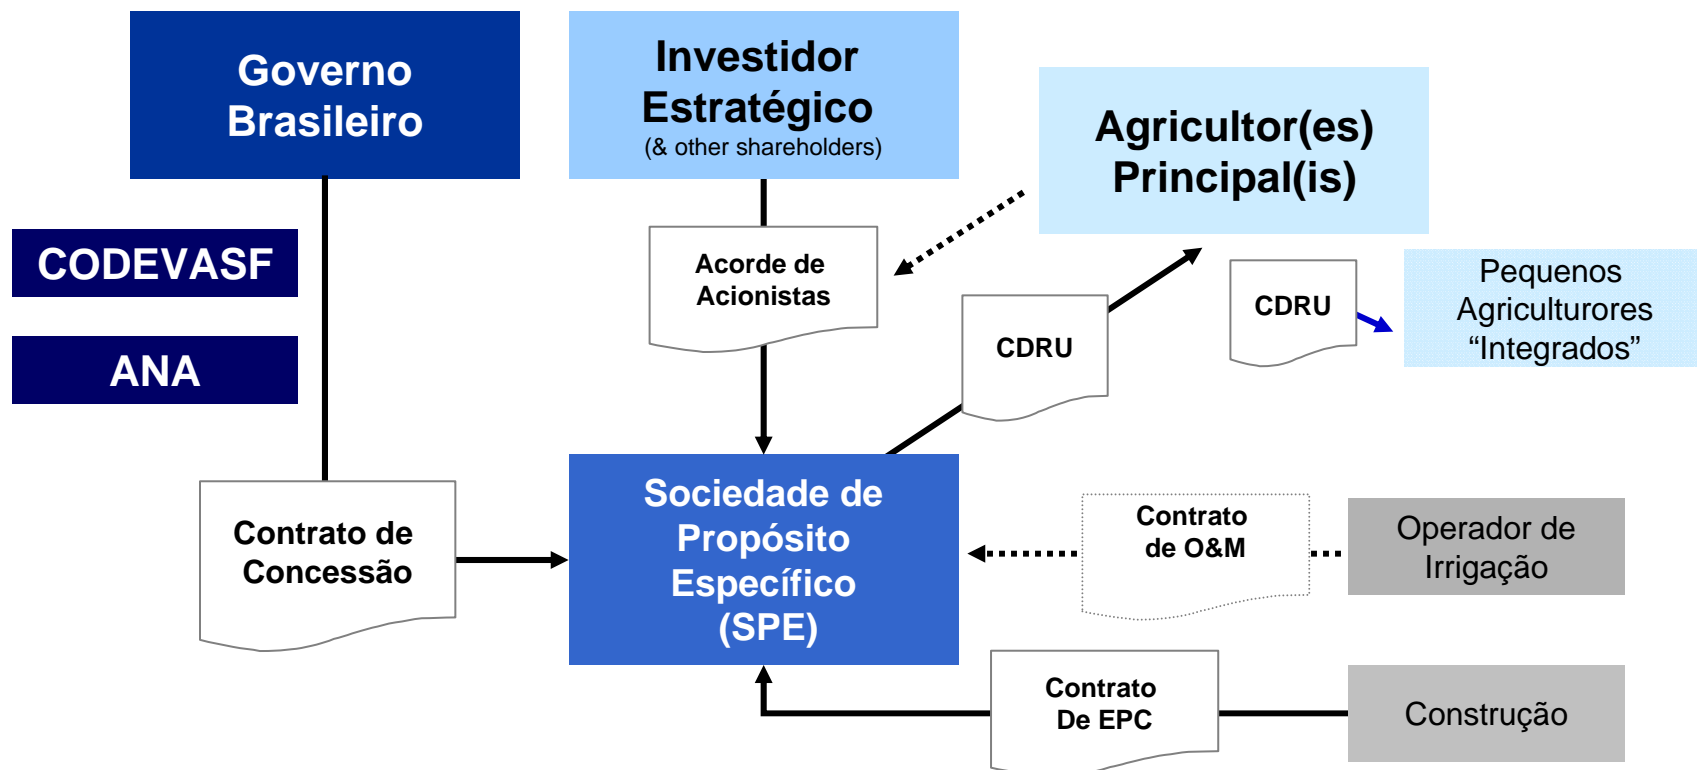 Governo
Brasileiro
Investidor
Estratégico
(& other shareholders)
Agricultor(es)
Principal(is)
CODEVASF
ANA
Acorde de
Acionistas
CDRU
CDRU
Pequenos
Agriculturores
“Integrados”
Contrato de
Concessão
Sociedade de
Propósito
Específico
(SPE)
Contrato
de O&M
Operador de
Irrigação
Contrato
De EPC
Construção